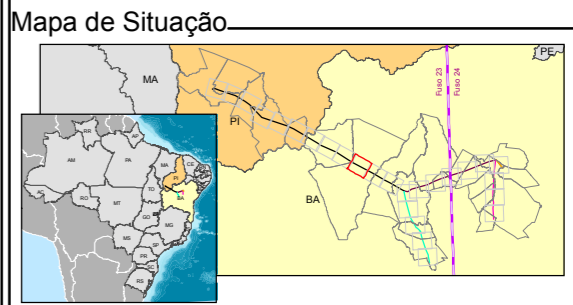 Mapa de Situação
PE
MA
Fuso 23
Fuso 24
PI
BA
RR
AP
AM
PA
MA
CE
PI
AC
TO
BA
RO
MT
GO
MG
MS
SP
PR
SC
RS